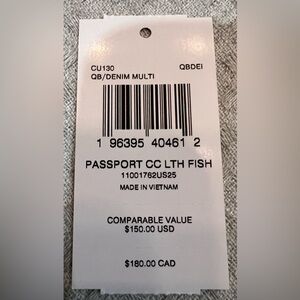 CU130 QBDEI
QB/DENIM MULTI
1 96395 40461 2
PASSPORT CC LTH FISH
11001762US25
MADE IN VIETNAM
COMPARABLE VALUE
$150.00 USD
$180.00 CAD